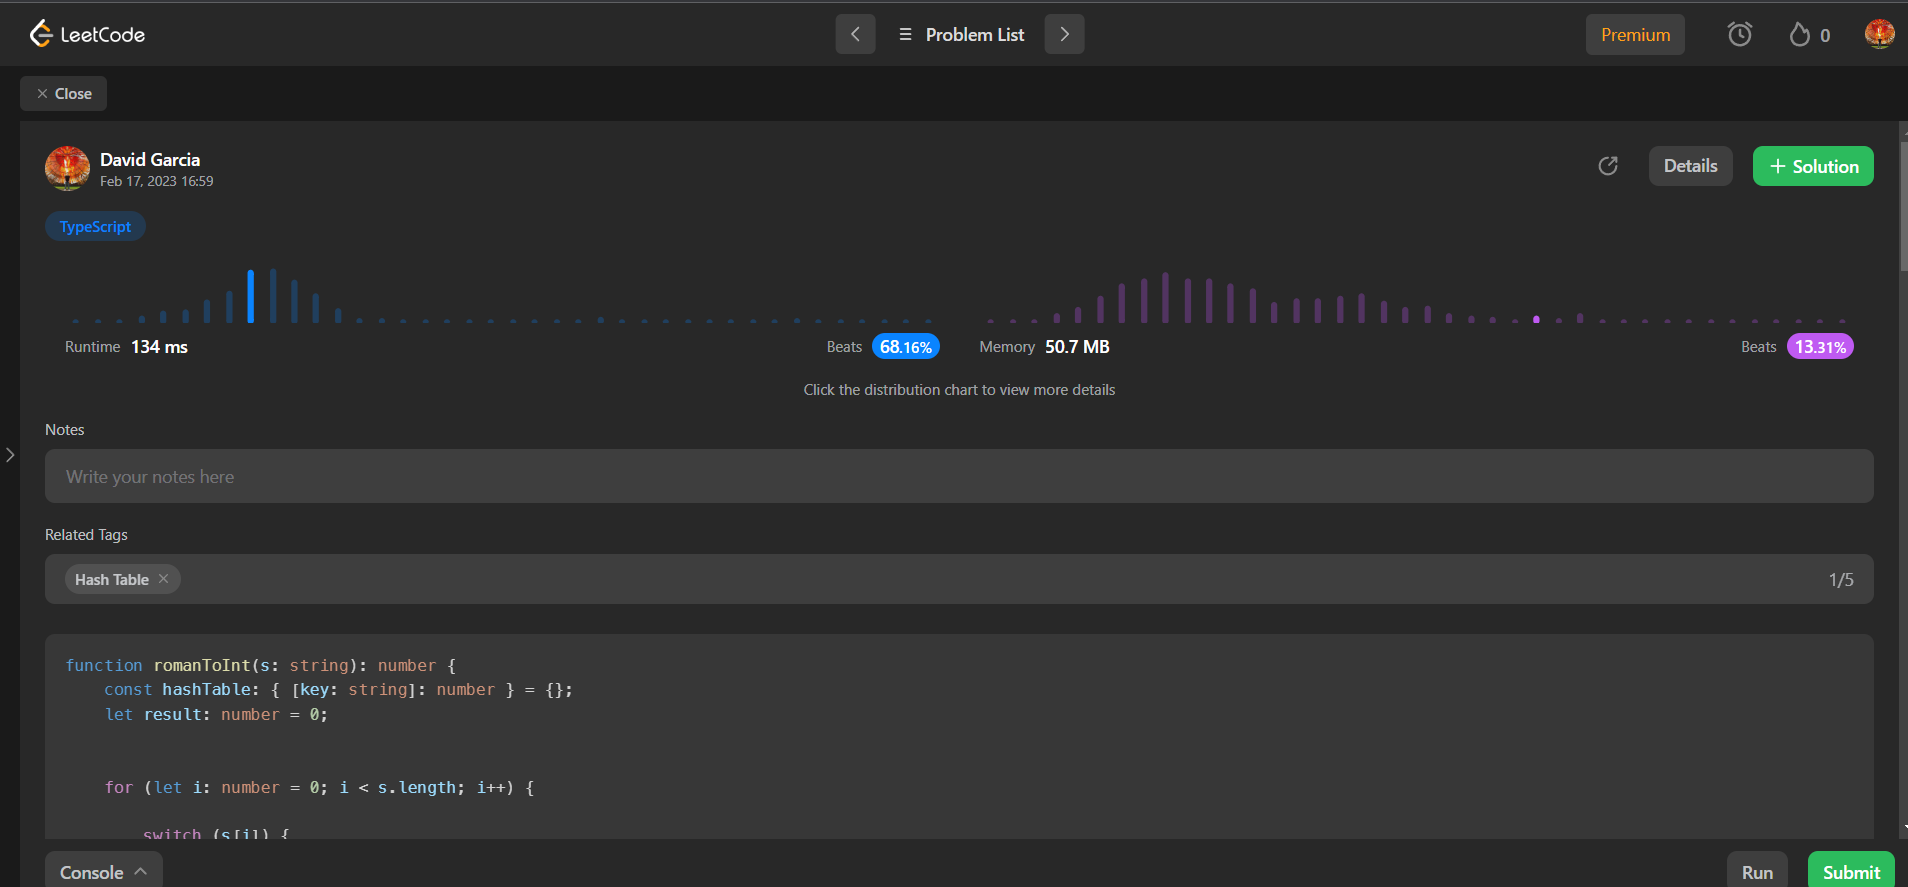 LeetCode
Problem List
Premium
0
Close
David Garcia
Feb 17, 2023 16:59
Details
+ Solution
TypeScript
Runtime 134 ms
Beats 68.16%
Memory 50.7 MB
Beats 13.31%
Click the distribution chart to view more details
Notes
Write your notes here
Related Tags
Hash Table
1/5
function romanToInt(s: string): number {
    const hashTable: { [key: string]: number } = {};
    let result: number = 0;
    for (let i: number = 0; i < s.length; i++) {
        switch (s[i]) {
Console
Run
Submit